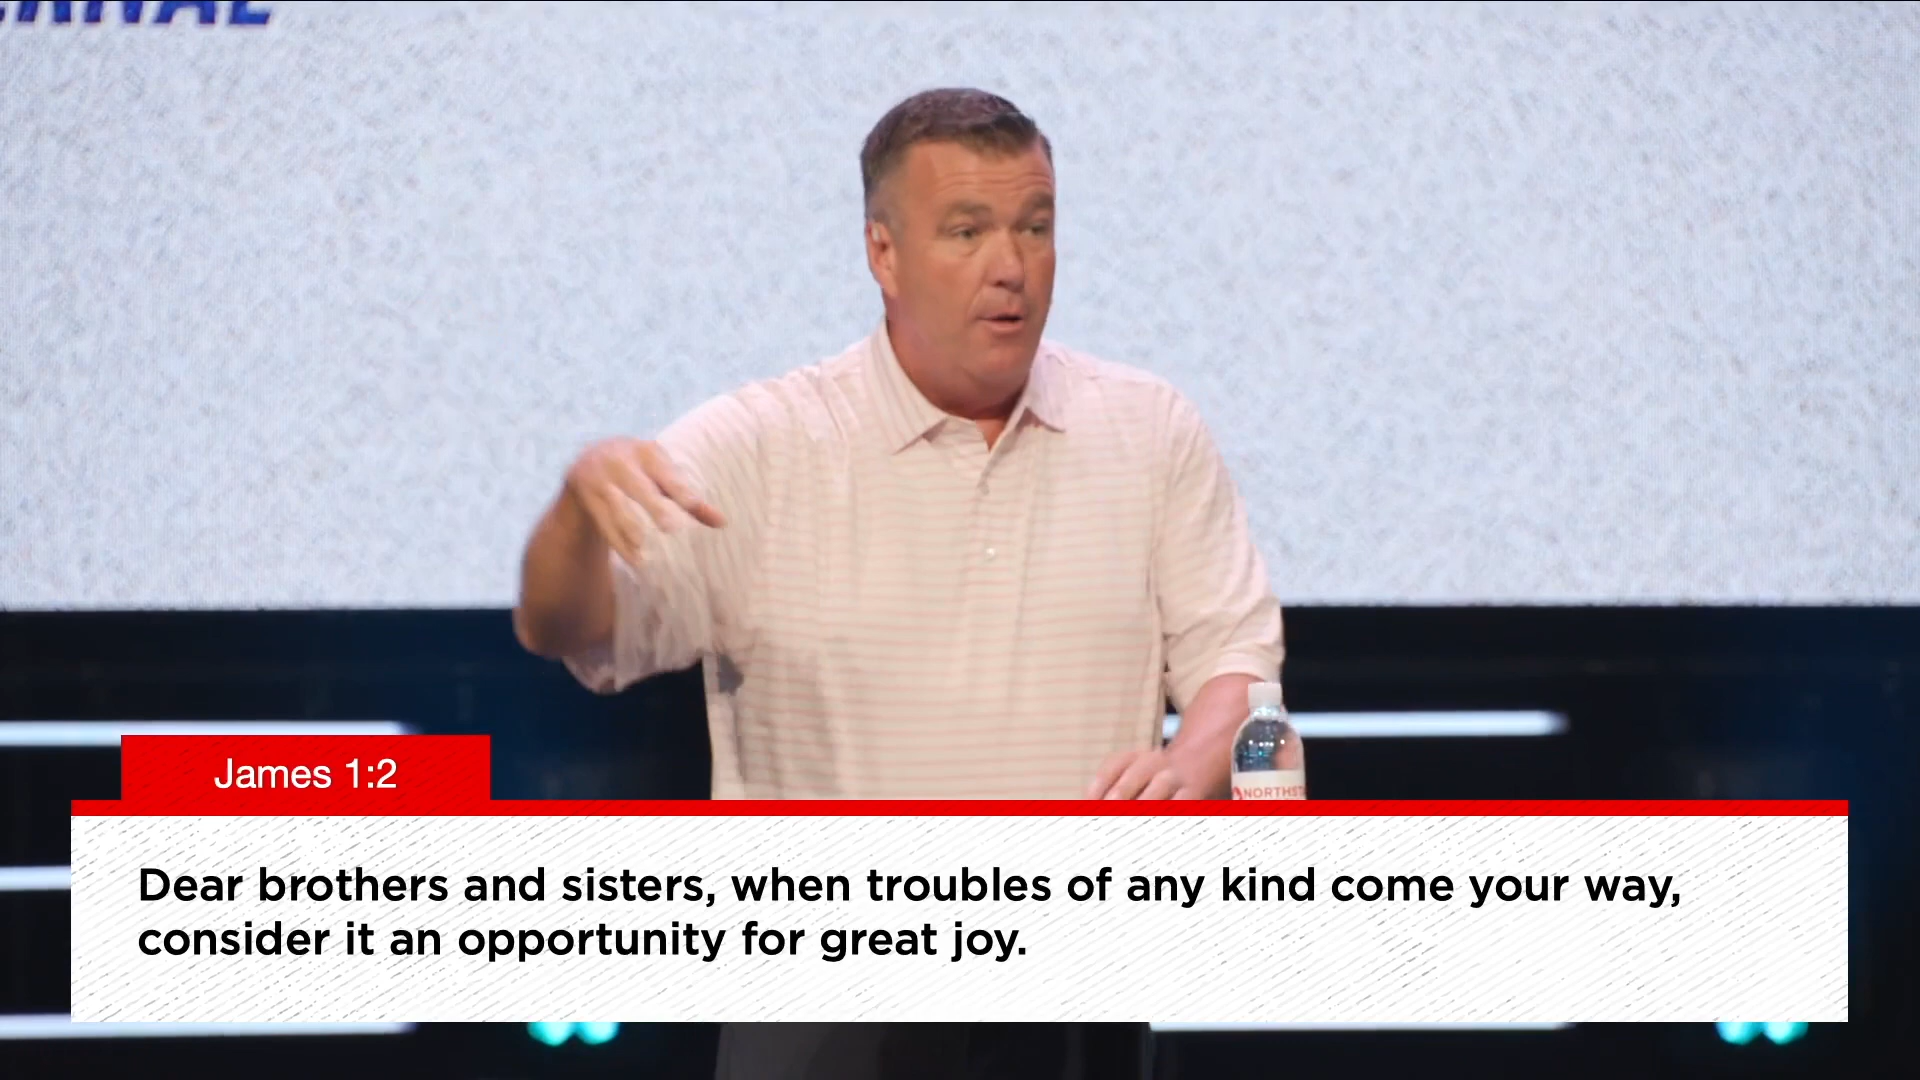 James 1:2
Dear brothers and sisters, when troubles of any kind come your way,
consider it an opportunity for great joy.